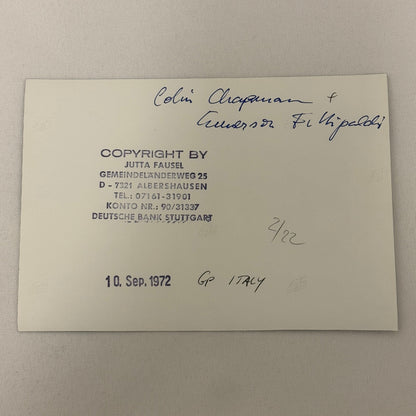 Colin Chapman +
Emerson Fittipaldi
COPYRIGHT BY
JUTTA FAUSEL
GEMEINDELÄNDERWEG 25
D - 7321 ALBERSHAUSEN
TEL.: 07161-31901
KONTO NR.: 90/31337
DEUTSCHE BANK STUTTGART
2/22
10. Sep. 1972 GP ITALY